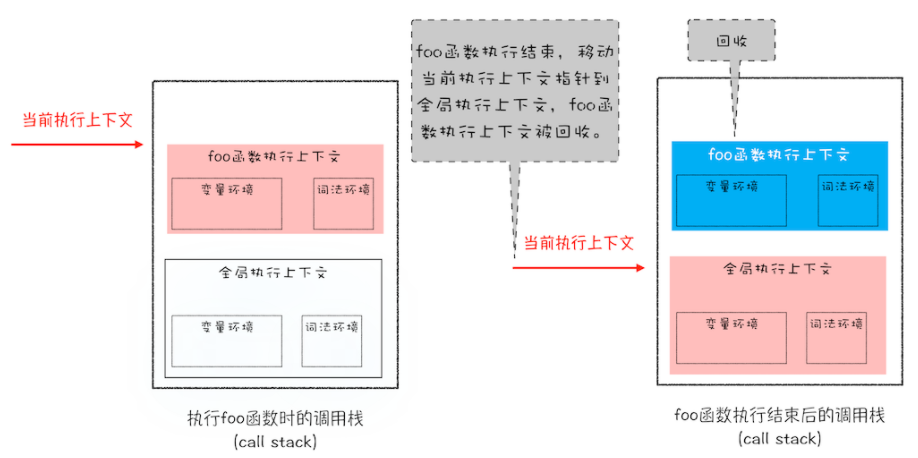 当前执行上下文
foo函数执行上下文
变量环境
词法环境
全局执行上下文
变量环境
词法环境
执行foo函数时的调用栈
(call stack)
foo函数执行结束，移动
当前执行上下文指针到
全局执行上下文，foo函
数执行上下文被回收。
当前执行上下文
回收
foo函数执行上下文
变量环境
词法环境
全局执行上下文
变量环境
词法环境
foo函数执行结束后的调用栈
(call stack)